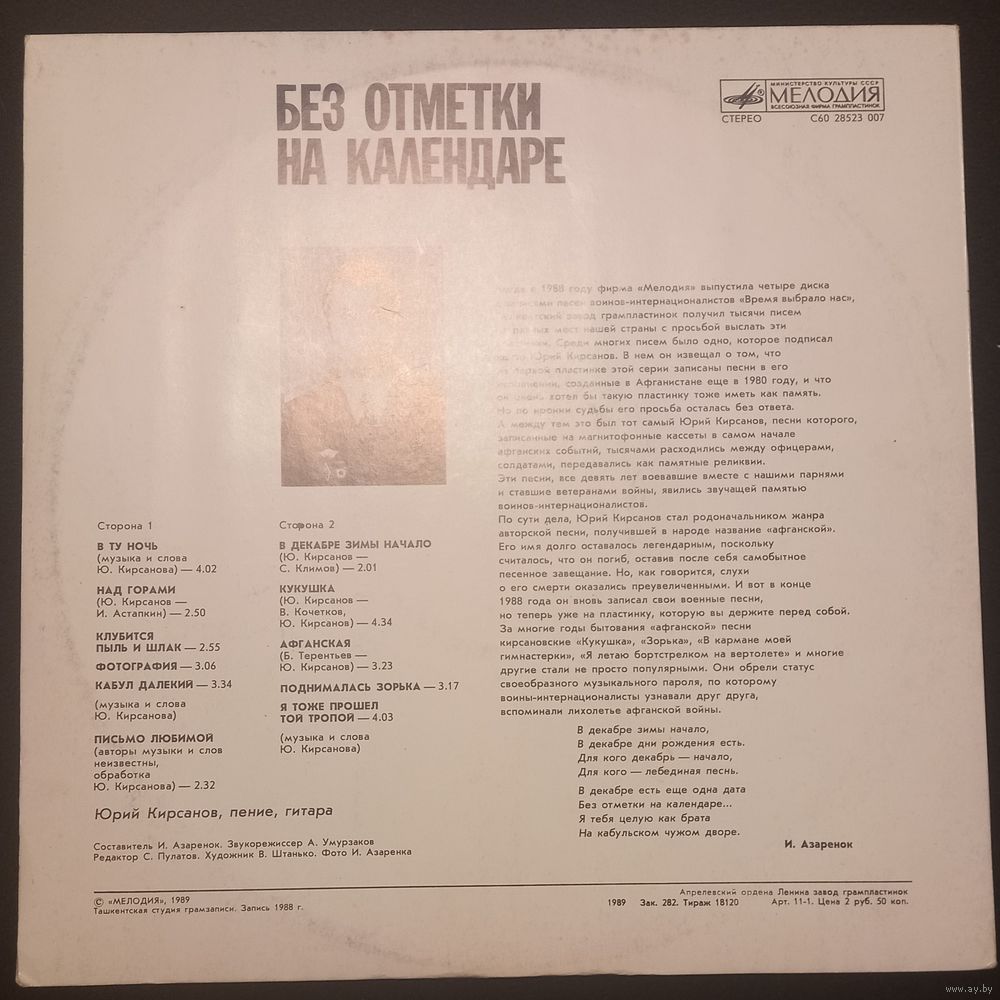 БЕЗ ОТМЕТКИ
НА КАЛЕНДАРЕ
МИНИСТЕРСТВО КУЛЬТУРЫ СССР
МЕЛОДИЯ
ВСЕСОЮЗНАЯ ФИРМА ГРАМПЛАСТИНОК
СТЕРЕО С60 28523 007
в 1988 году фирма «Мелодия» выпустила четыре диска
песен воинов-интернационалистов «Время выбрало нас»,
завод грампластинок получил тысячи писем
мест нашей страны с просьбой выслать эти
Среди многих писем было одно, которое подписал
Юрий Кирсанов. В нем он извещал о том, что
первой пластинке этой серии записаны песни в его
исполнении, созданные в Афганистане еще в 1980 году, и что
он очень хотел бы такую пластинку тоже иметь как память.
Но по иронии судьбы его просьба осталась без ответа.
А между тем это был тот самый Юрий Кирсанов, песни которого,
записанные на магнитофонные кассеты в самом начале
афганских событий, тысячами расходились между офицерами,
солдатами, передавались как памятные реликвии.
Эти песни, все девять лет воевавшие вместе с нашими парнями
и ставшие ветеранами войны, явились звучащей памятью
воинов-интернационалистов.
По сути дела, Юрий Кирсанов стал родоначальником жанра
авторской песни, получившей в народе название «афганской».
Его имя долго оставалось легендарным, поскольку
считалось, что он погиб, оставив после себя самобытное
песенное завещание. Но, как говорится, слухи
о его смерти оказались преувеличенными. И вот в конце
1988 года он вновь записал свои военные песни,
но теперь уже на пластинку, которую вы держите перед собой.
За многие годы бытования «афганской» песни
кирсановские «Кукушка», «Зорька», «В кармане моей
гимнастерки», «Я летаю бортстрелком на вертолете» и многие
другие стали не просто популярными. Они обрели статус
своеобразного музыкального пароля, по которому
воины-интернационалисты узнавали друг друга,
вспоминали лихолетье афганской войны.
В декабре зимы начало,
В декабре дни рождения есть.
Для кого декабрь — начало,
Для кого — лебединая песнь.
В декабре есть еще одна дата
Без отметки на календаре...
Я тебя целую как брата
На кабульском чужом дворе.
И. Азаренок
Сторона 1
В ТУ НОЧЬ
(музыка и слова
Ю. Кирсанова) — 4.02
НАД ГОРАМИ
(Ю. Кирсанов —
И. Астапкин) — 2.50
КЛУБИТСЯ
ПЫЛЬ И ШЛАК — 2.55
ФОТОГРАФИЯ — 3.06
КАБУЛ ДАЛЕКИЙ — 3.34
(музыка и слова
Ю. Кирсанова)
ПИСЬМО ЛЮБИМОЙ
(авторы музыки и слов
неизвестны,
обработка
Ю. Кирсанова) — 2.32
Сторона 2
В ДЕКАБРЕ ЗИМЫ НАЧАЛО
(Ю. Кирсанов —
С. Климов) — 2.01
КУКУШКА
(Ю. Кирсанов —
В. Кочетков,
Ю. Кирсанов) — 4.34
АФГАНСКАЯ
(Б. Терентьев —
Ю. Кирсанов) — 3.23
ПОДНИМАЛАСЬ ЗОРЬКА — 3.17
Я ТОЖЕ ПРОШЕЛ
ТОЙ ТРОПОЙ — 4.03
(музыка и слова
Ю. Кирсанова)
Юрий Кирсанов, пение, гитара
Составитель И. Азаренок. Звукорежиссер А. Умурзаков
Редактор С. Пулатов. Художник В. Штанько. Фото И. Азаренка
© «МЕЛОДИЯ», 1989
Ташкентская студия грамзаписи. Запись 1988 г.
Апрелевский ордена Ленина завод грампластинок
1989 Зак. 282. Тираж 18120 Арт. 11-1. Цена 2 руб. 50 коп.
www.ay.by